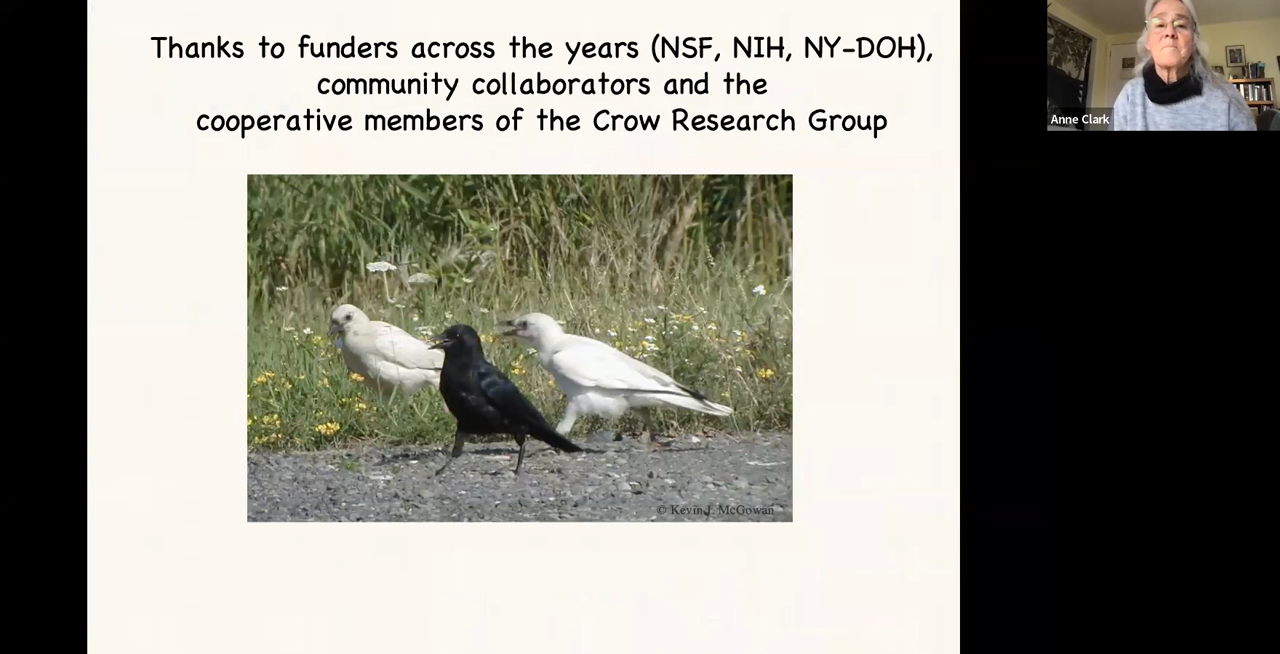 Thanks to funders across the years (NSF, NIH, NY-DOH),
community collaborators and the
cooperative members of the Crow Research Group
Anne Clark
© Kevin J. McGowan